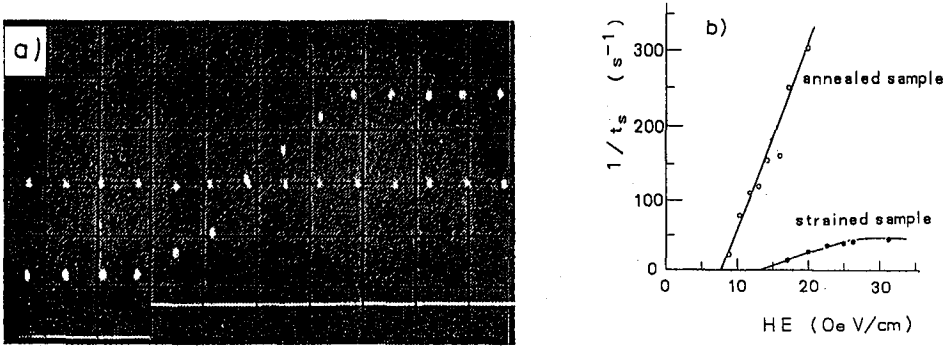 a)
b)
1/ts (s⁻¹)
300
200
100
0
annealed sample
strained sample
0 10 20 30
HE (Oe V/cm)